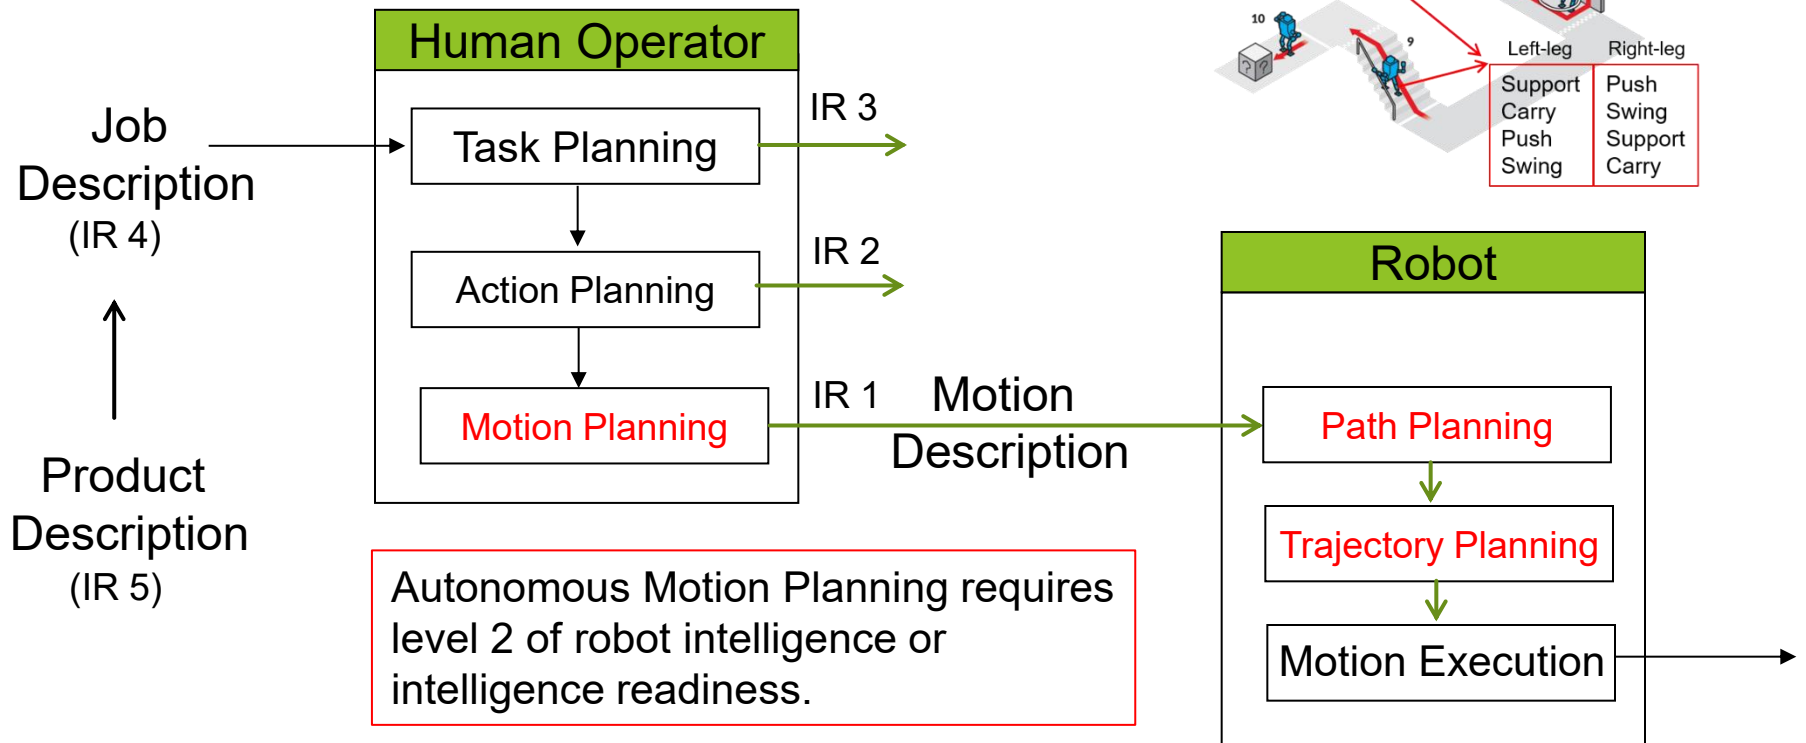 Human Operator
Job
Description
(IR 4)
Product
Description
(IR 5)
Task Planning
IR 3
Action Planning
IR 2
Motion Planning
IR 1
Motion
Description
Autonomous Motion Planning requires
level 2 of robot intelligence or
intelligence readiness.
10
? ?
9
Left-leg Right-leg
Support Push
Carry Swing
Push Support
Swing Carry
Robot
Path Planning
Trajectory Planning
Motion Execution